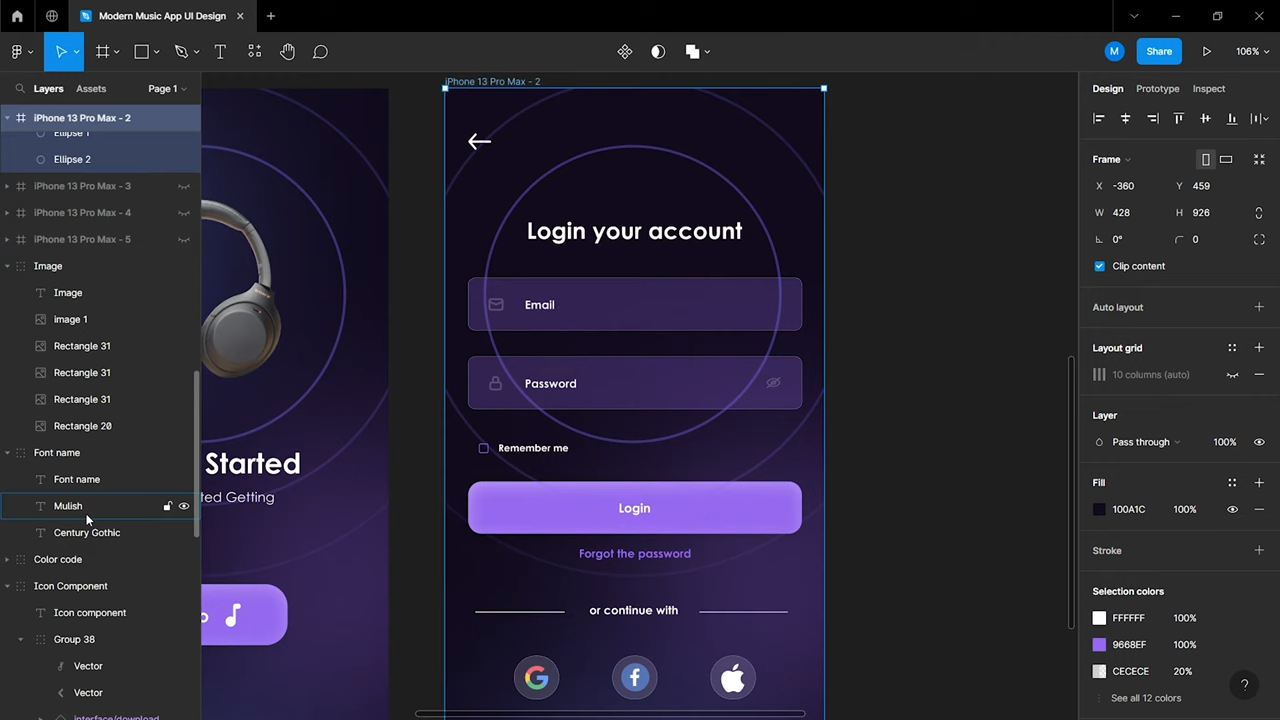 Modern Music App UI Design
M
Share
106%
Layers
Assets
Page 1
iPhone 13 Pro Max - 2
Ellipse 1
Ellipse 2
iPhone 13 Pro Max - 3
iPhone 13 Pro Max - 4
iPhone 13 Pro Max - 5
Image
Image
image 1
Rectangle 31
Rectangle 31
Rectangle 31
Rectangle 20
Font name
Font name
Mulish
Century Gothic
Color code
Icon Component
Icon component
Group 38
Vector
Vector
interface/download
Started
ted Getting
o
iPhone 13 Pro Max - 2
Login your account
Email
Password
Remember me
Login
Forgot the password
or continue with
Design
Prototype
Inspect
Frame
X -360
Y 459
W 428
H 926
0°
0
Clip content
Auto layout
Layout grid
10 columns (auto)
Layer
Pass through
100%
Fill
100A1C
100%
Stroke
Selection colors
FFFFFF
100%
9668EF
100%
CECECE
20%
See all 12 colors
?